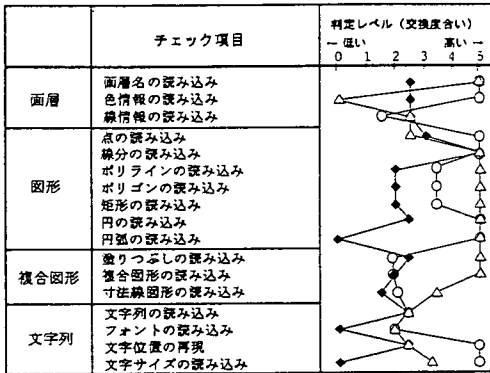 チェック項目
判定レベル（交換度合い）
← 低い 高い →
0 1 2 3 4 5
画層
画層名の読み込み
色情報の読み込み
線情報の読み込み
図形
点の読み込み
線分の読み込み
ポリラインの読み込み
ポリゴンの読み込み
矩形の読み込み
円の読み込み
円弧の読み込み
複合図形
塗りつぶしの読み込み
複合図形の読み込み
寸法線図形の読み込み
文字列
文字列の読み込み
フォントの読み込み
文字位置の再現
文字サイズの読み込み